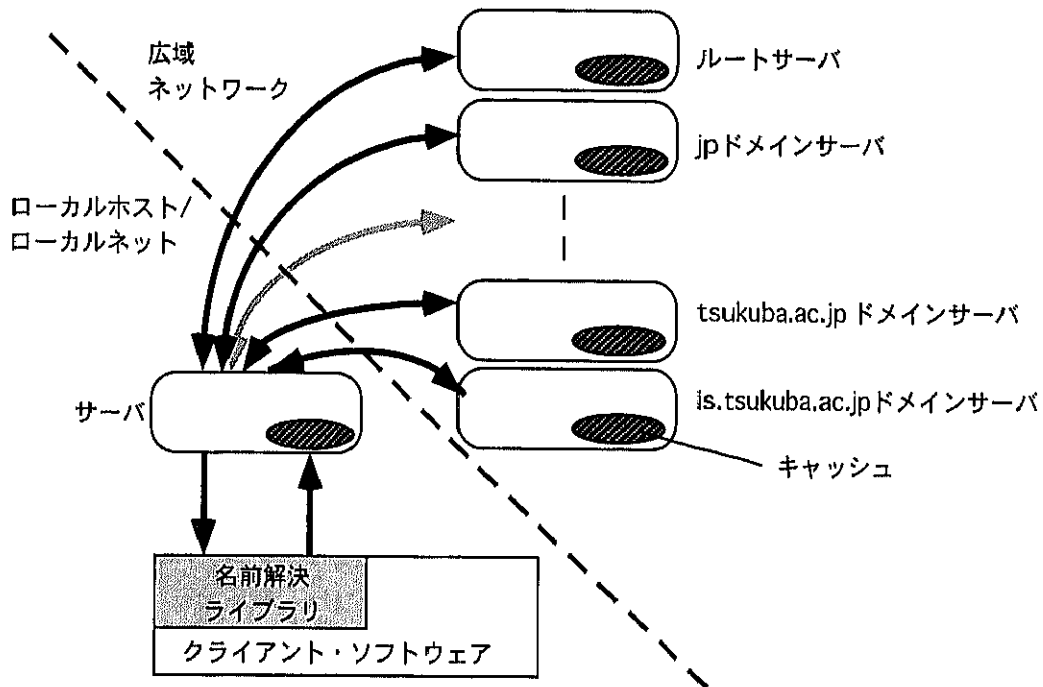 広域
ネットワーク
ルートサーバ
jpドメインサーバ
ローカルホスト/
ローカルネット
tsukuba.ac.jp ドメインサーバ
サーバ
is.tsukuba.ac.jpドメインサーバ
キャッシュ
名前解決
ライブラリ
クライアント・ソフトウェア